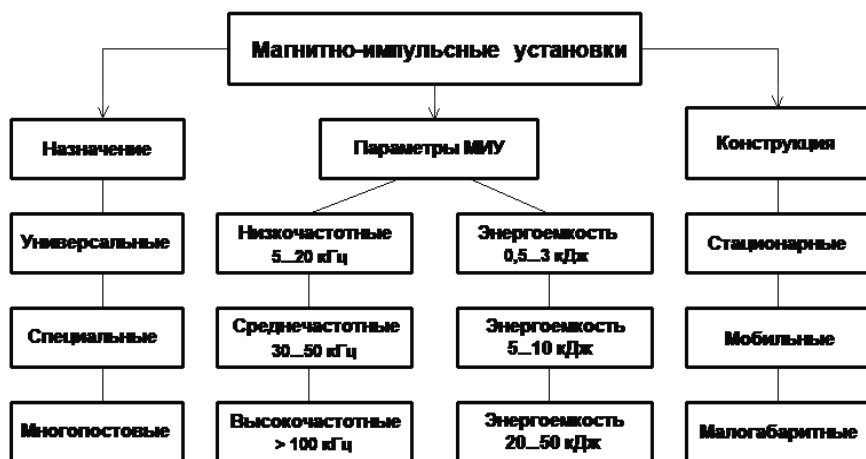 Магнитно-импульсные установки
Назначение
Параметры МИУ
Конструкция
Универсальные
Низкочастотные
5...20 кГц
Энергоемкость
0,5...3 кДж
Стационарные
Специальные
Среднечастотные
30...50 кГц
Энергоемкость
5...10 кДж
Мобильные
Многопостовые
Высокочастотные
> 100 кГц
Энергоемкость
20...50 кДж
Малогабаритные